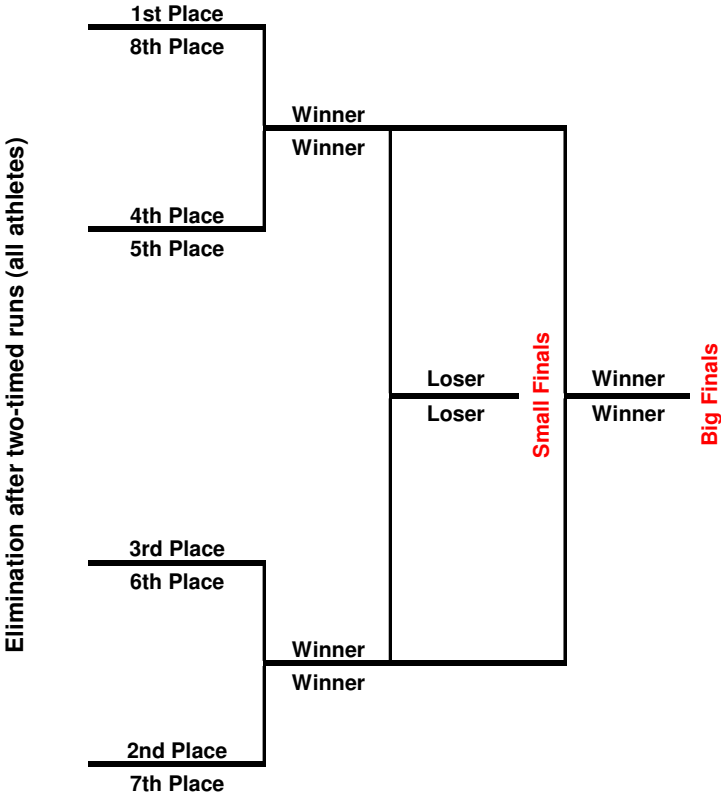 Elimination after two-timed runs (all athletes)
1st Place
8th Place
Winner
Winner
4th Place
5th Place
Loser
Loser
Small Finals
Winner
Winner
Big Finals
3rd Place
6th Place
Winner
Winner
2nd Place
7th Place